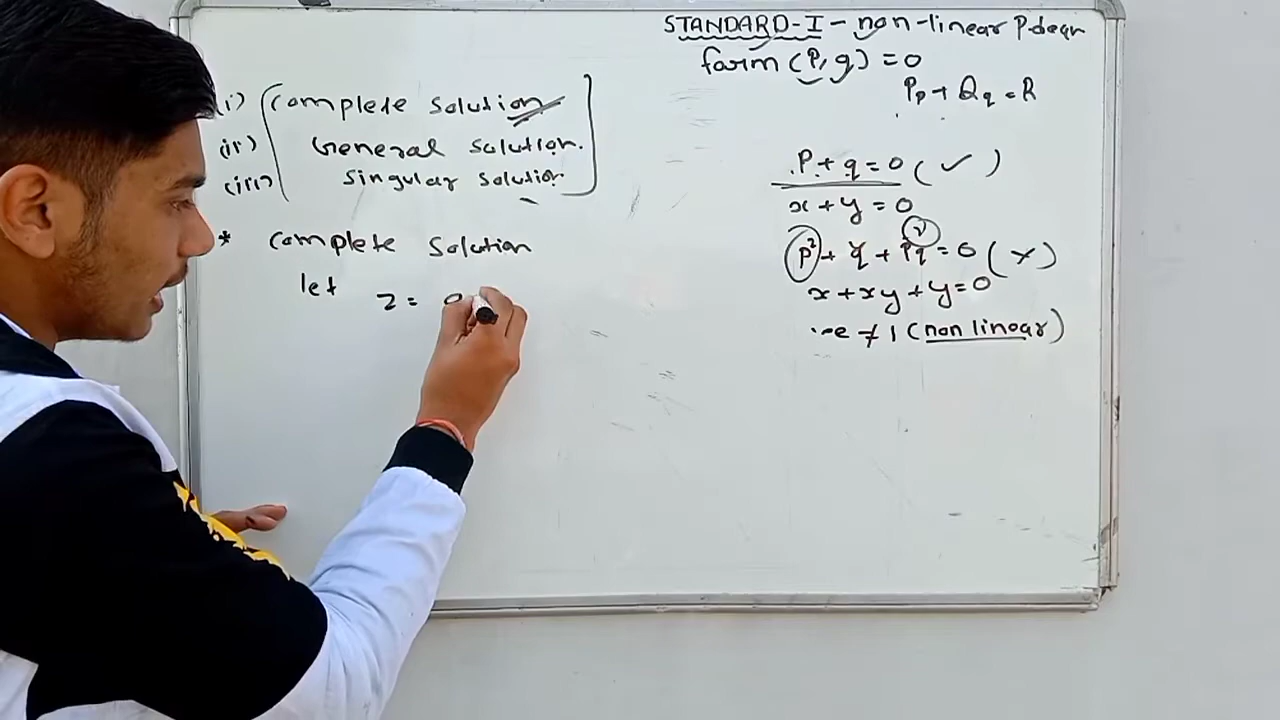 STANDARD-I - non-linear P.deqn
form (P, q) = 0
Pp + Qq = R
(i) Complete Solution
(ii) General Solution.
(iii) Singular Solution
P + q = 0 (✓)
x + y = 0
* Complete Solution
(2)
p² + q + pq = 0 (×)
let z = a
x + xy + y = 0
≠ 1 (non linear)